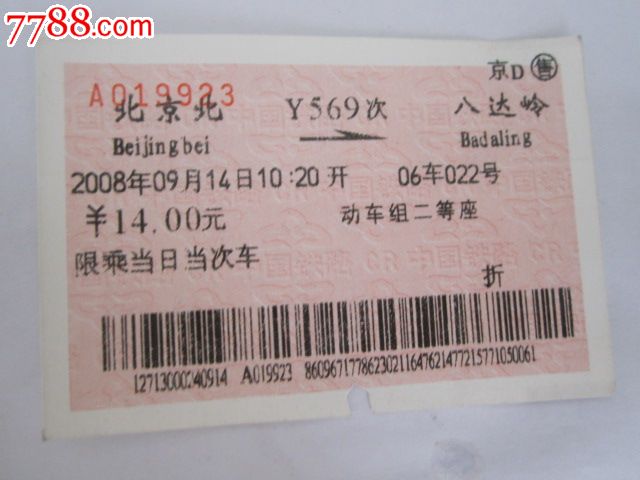 7788.com
京D 售
A019923
北京北 Y569次 八达岭
Beijingbei Badaling
2008年09月14日10:20开 06车022号
¥14.00元 动车组二等座
限乘当日当次车
折
12713000240914 A019923 86096717786230211647621477215771050061